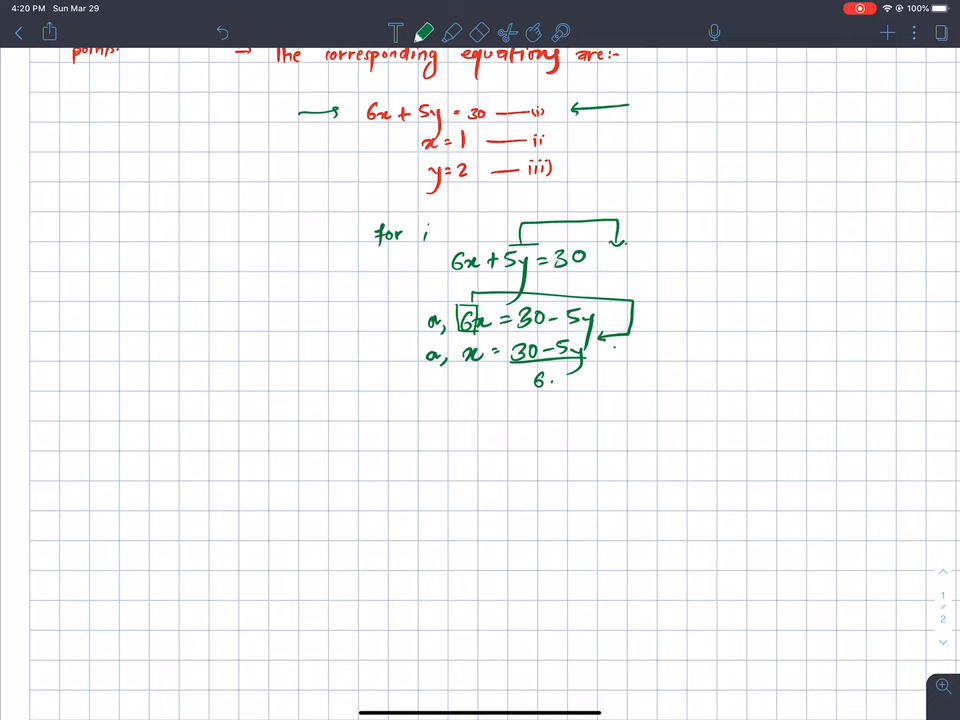 4:20 PM Sun Mar 29
100%
points. → The corresponding equations are:-
6x + 5y = 30 — (i)
x = 1 — ii
y = 2 — iii)
for i
6x + 5y = 30
or, 6x = 30 - 5y
or, x = 30 - 5y
6.
1
/
2